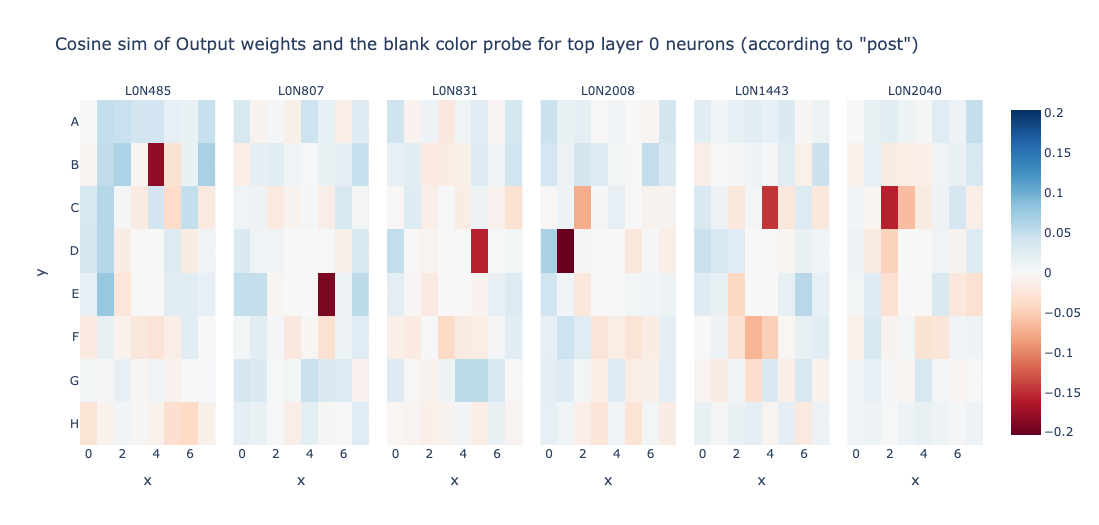 Cosine sim of Output weights and the blank color probe for top layer 0 neurons (according to "post")
L0N485 L0N807 L0N831 L0N2008 L0N1443 L0N2040
A
B
C
D
E
F
G
H
y
0 2 4 6 0 2 4 6 0 2 4 6 0 2 4 6 0 2 4 6 0 2 4 6
x x x x x x
0.2
0.15
0.1
0.05
0
−0.05
−0.1
−0.15
−0.2